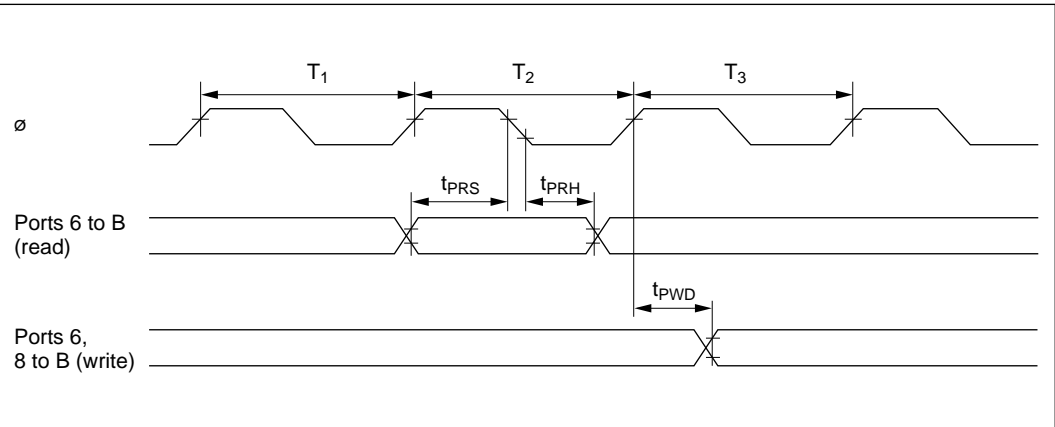 T1 T2 T3
ø
tPRS tPRH
Ports 6 to B
(read)
tPWD
Ports 6,
8 to B (write)